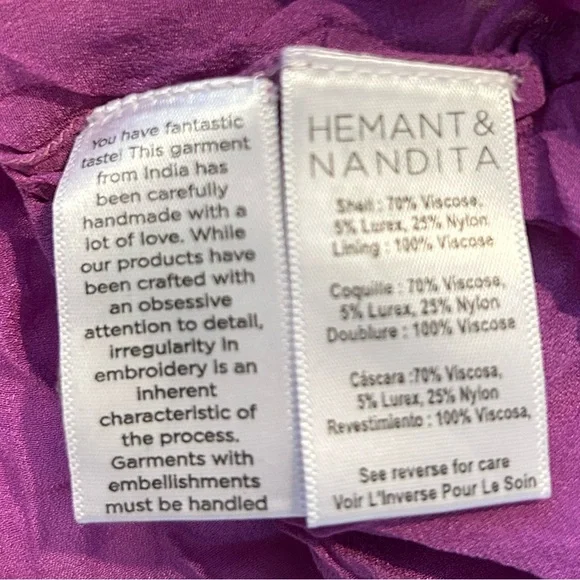 You have fantastic
taste! This garment
from India has
been carefully
handmade with a
lot of love. While
our products have
been crafted with
an obsessive
attention to detail,
irregularity in
embroidery is an
inherent
characteristic of
the process.
Garments with
embellishments
must be handled
HEMANT &
NANDITA
Shell : 70% Viscose,
5% Lurex, 25% Nylon
Lining : 100% Viscose
Coquille : 70% Viscose,
5% Lurex, 25% Nylon
Doublure : 100% Viscose
Cáscara :70% Viscosa,
5% Lurex, 25% Nylon
Revestimiento : 100% Viscosa,
See reverse for care
Voir L'Inverse Pour Le Soin